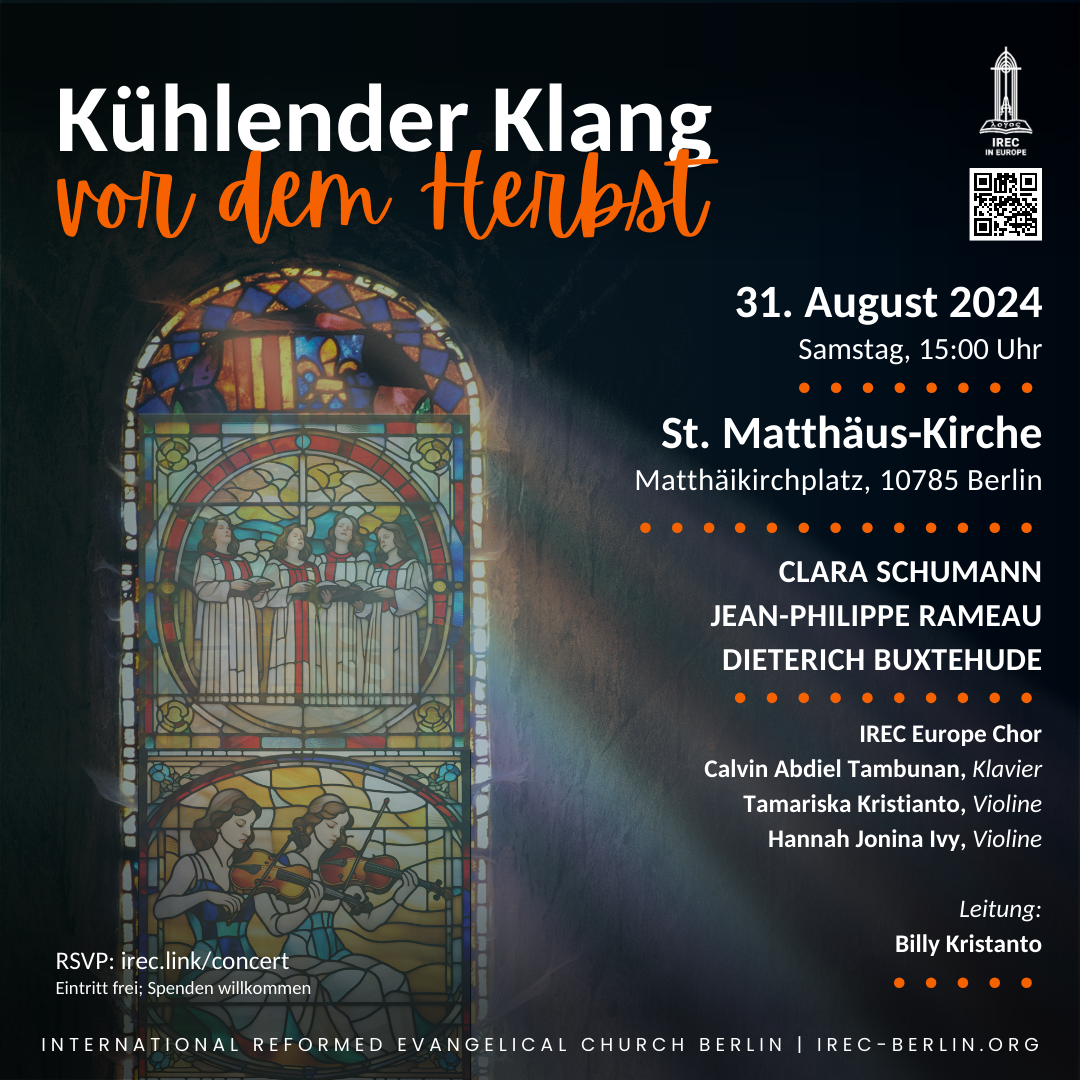 Kühlender Klang
vor dem Herbst
λογος
IREC
IN EUROPE
31. August 2024
Samstag, 15:00 Uhr
St. Matthäus-Kirche
Matthäikirchplatz, 10785 Berlin
CLARA SCHUMANN
JEAN-PHILIPPE RAMEAU
DIETERICH BUXTEHUDE
IREC Europe Chor
Calvin Abdiel Tambunan, Klavier
Tamariska Kristianto, Violine
Hannah Jonina Ivy, Violine
Leitung:
Billy Kristanto
RSVP: irec.link/concert
Eintritt frei; Spenden willkommen
INTERNATIONAL REFORMED EVANGELICAL CHURCH BERLIN | IREC-BERLIN.ORG